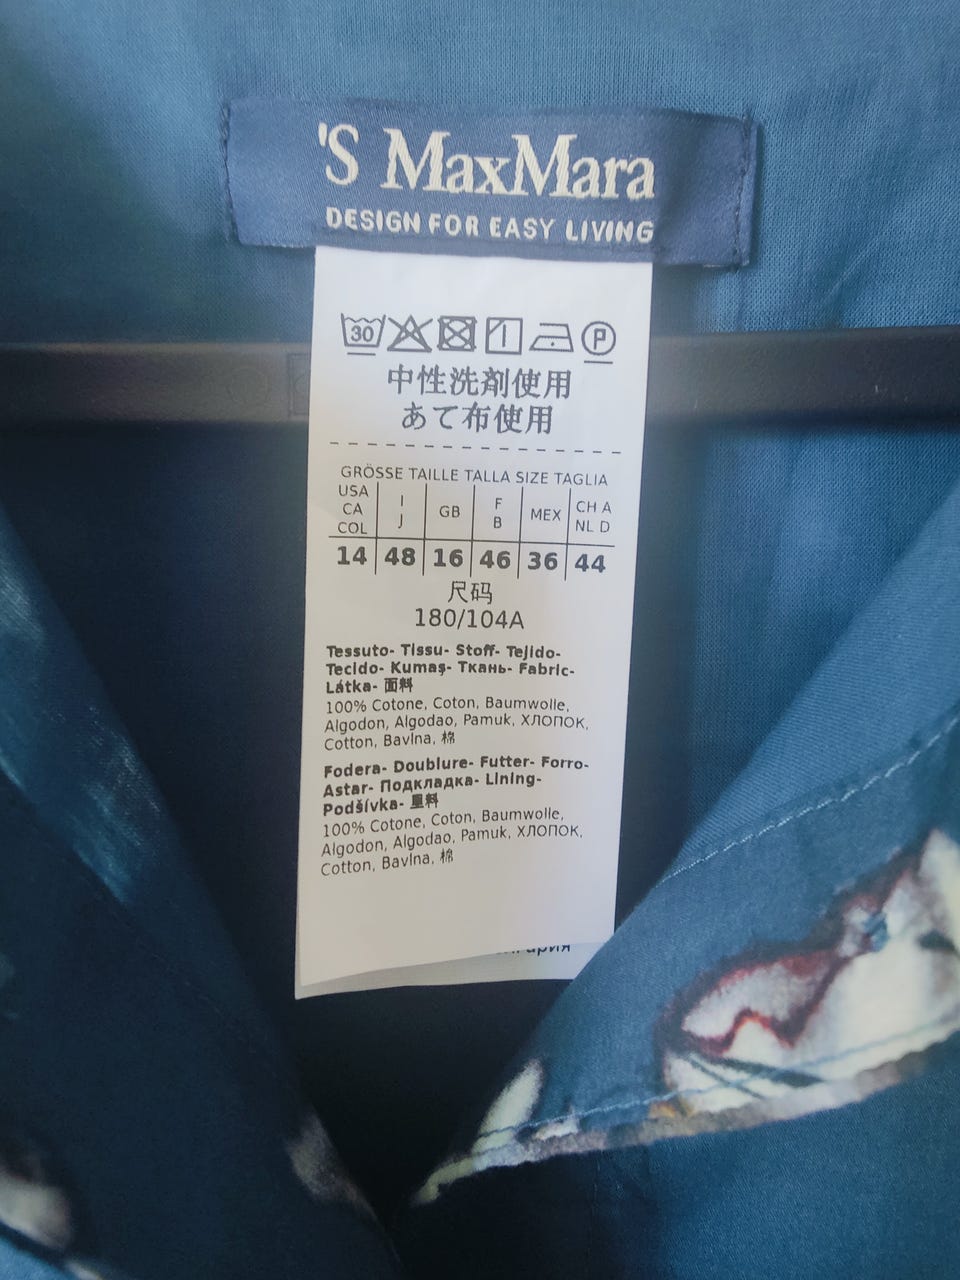 'S MaxMara
DESIGN FOR EASY LIVING
30 P
中性洗剤使用
あて布使用
GRÖSSE TAILLE TALLA SIZE TAGLIA
USA CA COL I J GB F B MEX CH A NL D
14 48 16 46 36 44
尺码
180/104A
Tessuto- Tissu- Stoff- Tejido-
Tecido- Kumaş- Ткань- Fabric-
Látka- 面料
100% Cotone, Coton, Baumwolle,
Algodon, Algodao, Pamuk, ХЛОПОК,
Cotton, Bavlna, 棉
Fodera- Doublure- Futter- Forro-
Astar- Подкладка- Lining-
Podšívka- 里料
100% Cotone, Coton, Baumwolle,
Algodon, Algodao, Pamuk, ХЛОПОК,
Cotton, Bavlna, 棉